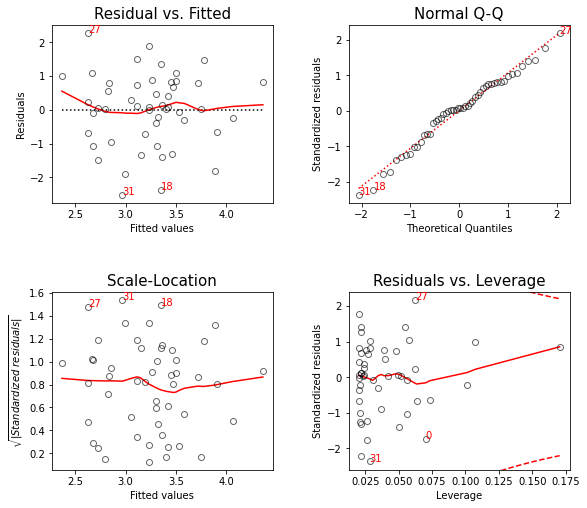 Residual vs. Fitted
27
2
1
0
−1
−2
Residuals
18
31
2.5 3.0 3.5 4.0
Fitted values
Normal Q-Q
27
2
1
0
−1
−2
Standardized residuals
31 18
−2 −1 0 1 2
Theoretical Quantiles
Scale-Location
1.6
1.4
1.2
1.0
0.8
0.6
0.4
0.2
31
18
27
√|Standardized residuals|
2.5 3.0 3.5 4.0
Fitted values
Residuals vs. Leverage
27
2
1
0
−1
−2
Standardized residuals
0
31
0.025 0.050 0.075 0.100 0.125 0.150 0.175
Leverage